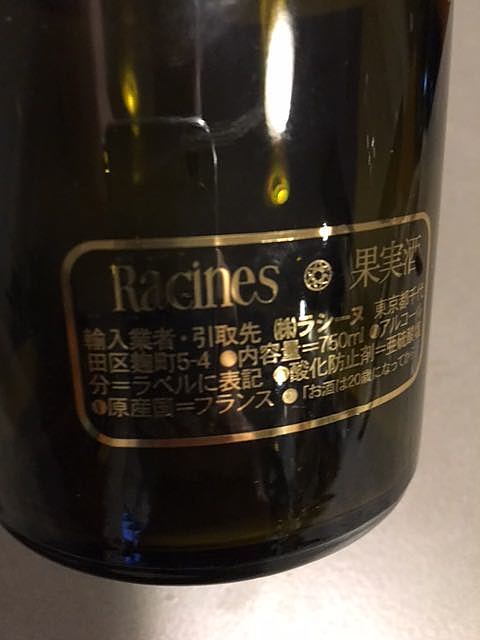 Racines 果実酒
輸入業者・引取先 ㈱ラシーヌ 東京都千代
田区麹町5-4 ●内容量=750ml ●アルコール
分=ラベルに表記 ●酸化防止剤=亜硫酸塩
●原産国=フランス ●「お酒は20歳になってか